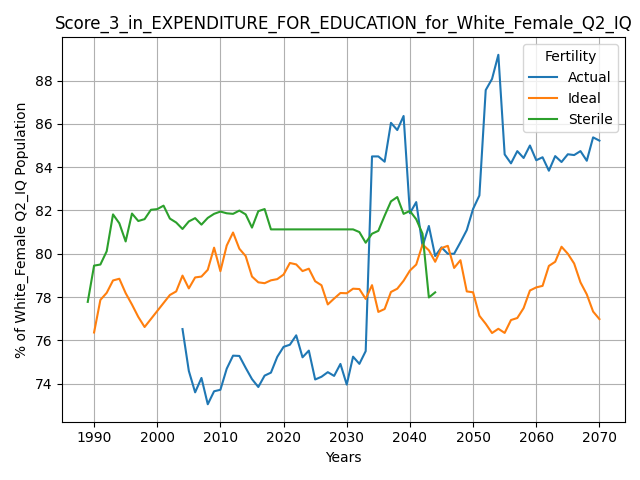 Score_3_in_EXPENDITURE_FOR_EDUCATION_for_White_Female_Q2_IQ
Fertility
Actual
Ideal
Sterile
% of White_Female Q2_IQ Population
88
86
84
82
80
78
76
74
1990 2000 2010 2020 2030 2040 2050 2060 2070
Years